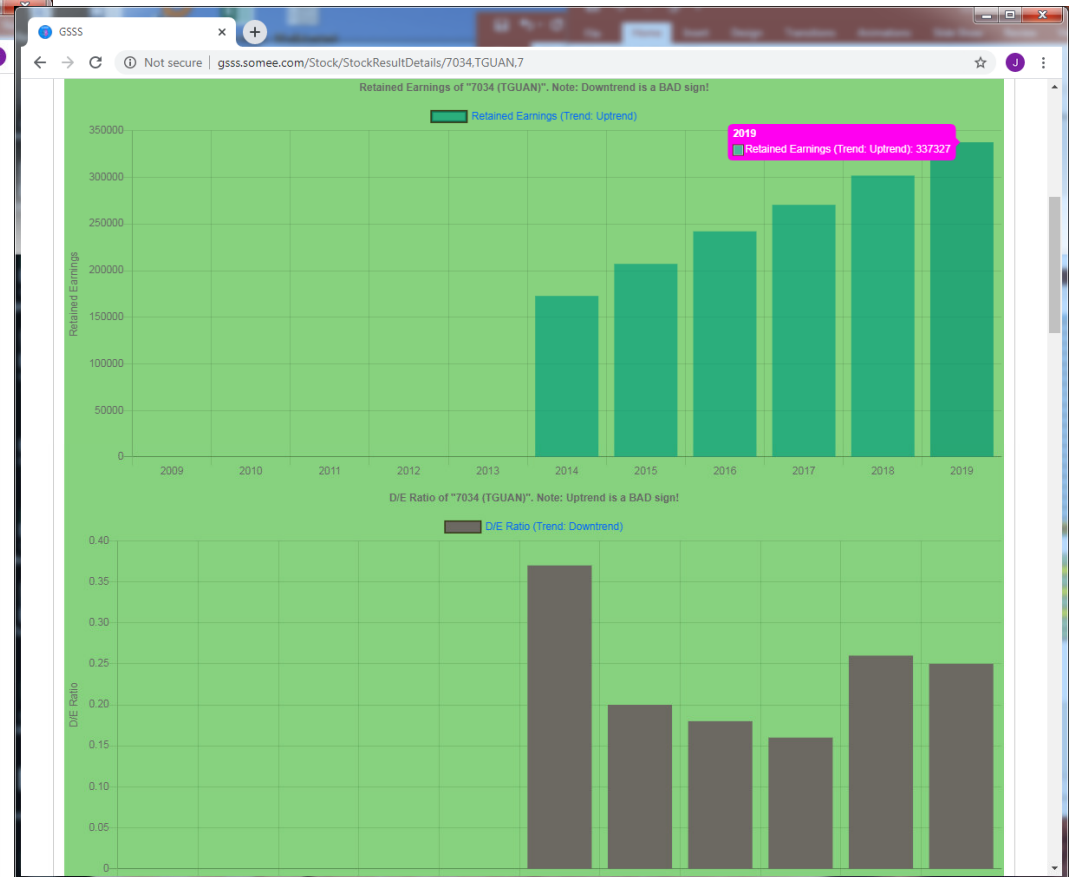 GSSS
Not secure | gsss.somee.com/Stock/StockResultDetails/7034,TGUAN,7
J
Retained Earnings of "7034 (TGUAN)". Note: Downtrend is a BAD sign!
Retained Earnings (Trend: Uptrend)
2019
Retained Earnings (Trend: Uptrend): 337327
350000
300000
250000
200000
150000
100000
50000
0
Retained Earnings
2009 2010 2011 2012 2013 2014 2015 2016 2017 2018 2019
D/E Ratio of "7034 (TGUAN)". Note: Uptrend is a BAD sign!
D/E Ratio (Trend: Downtrend)
0.40
0.35
0.30
0.25
0.20
0.15
0.10
0.05
0
D/E Ratio